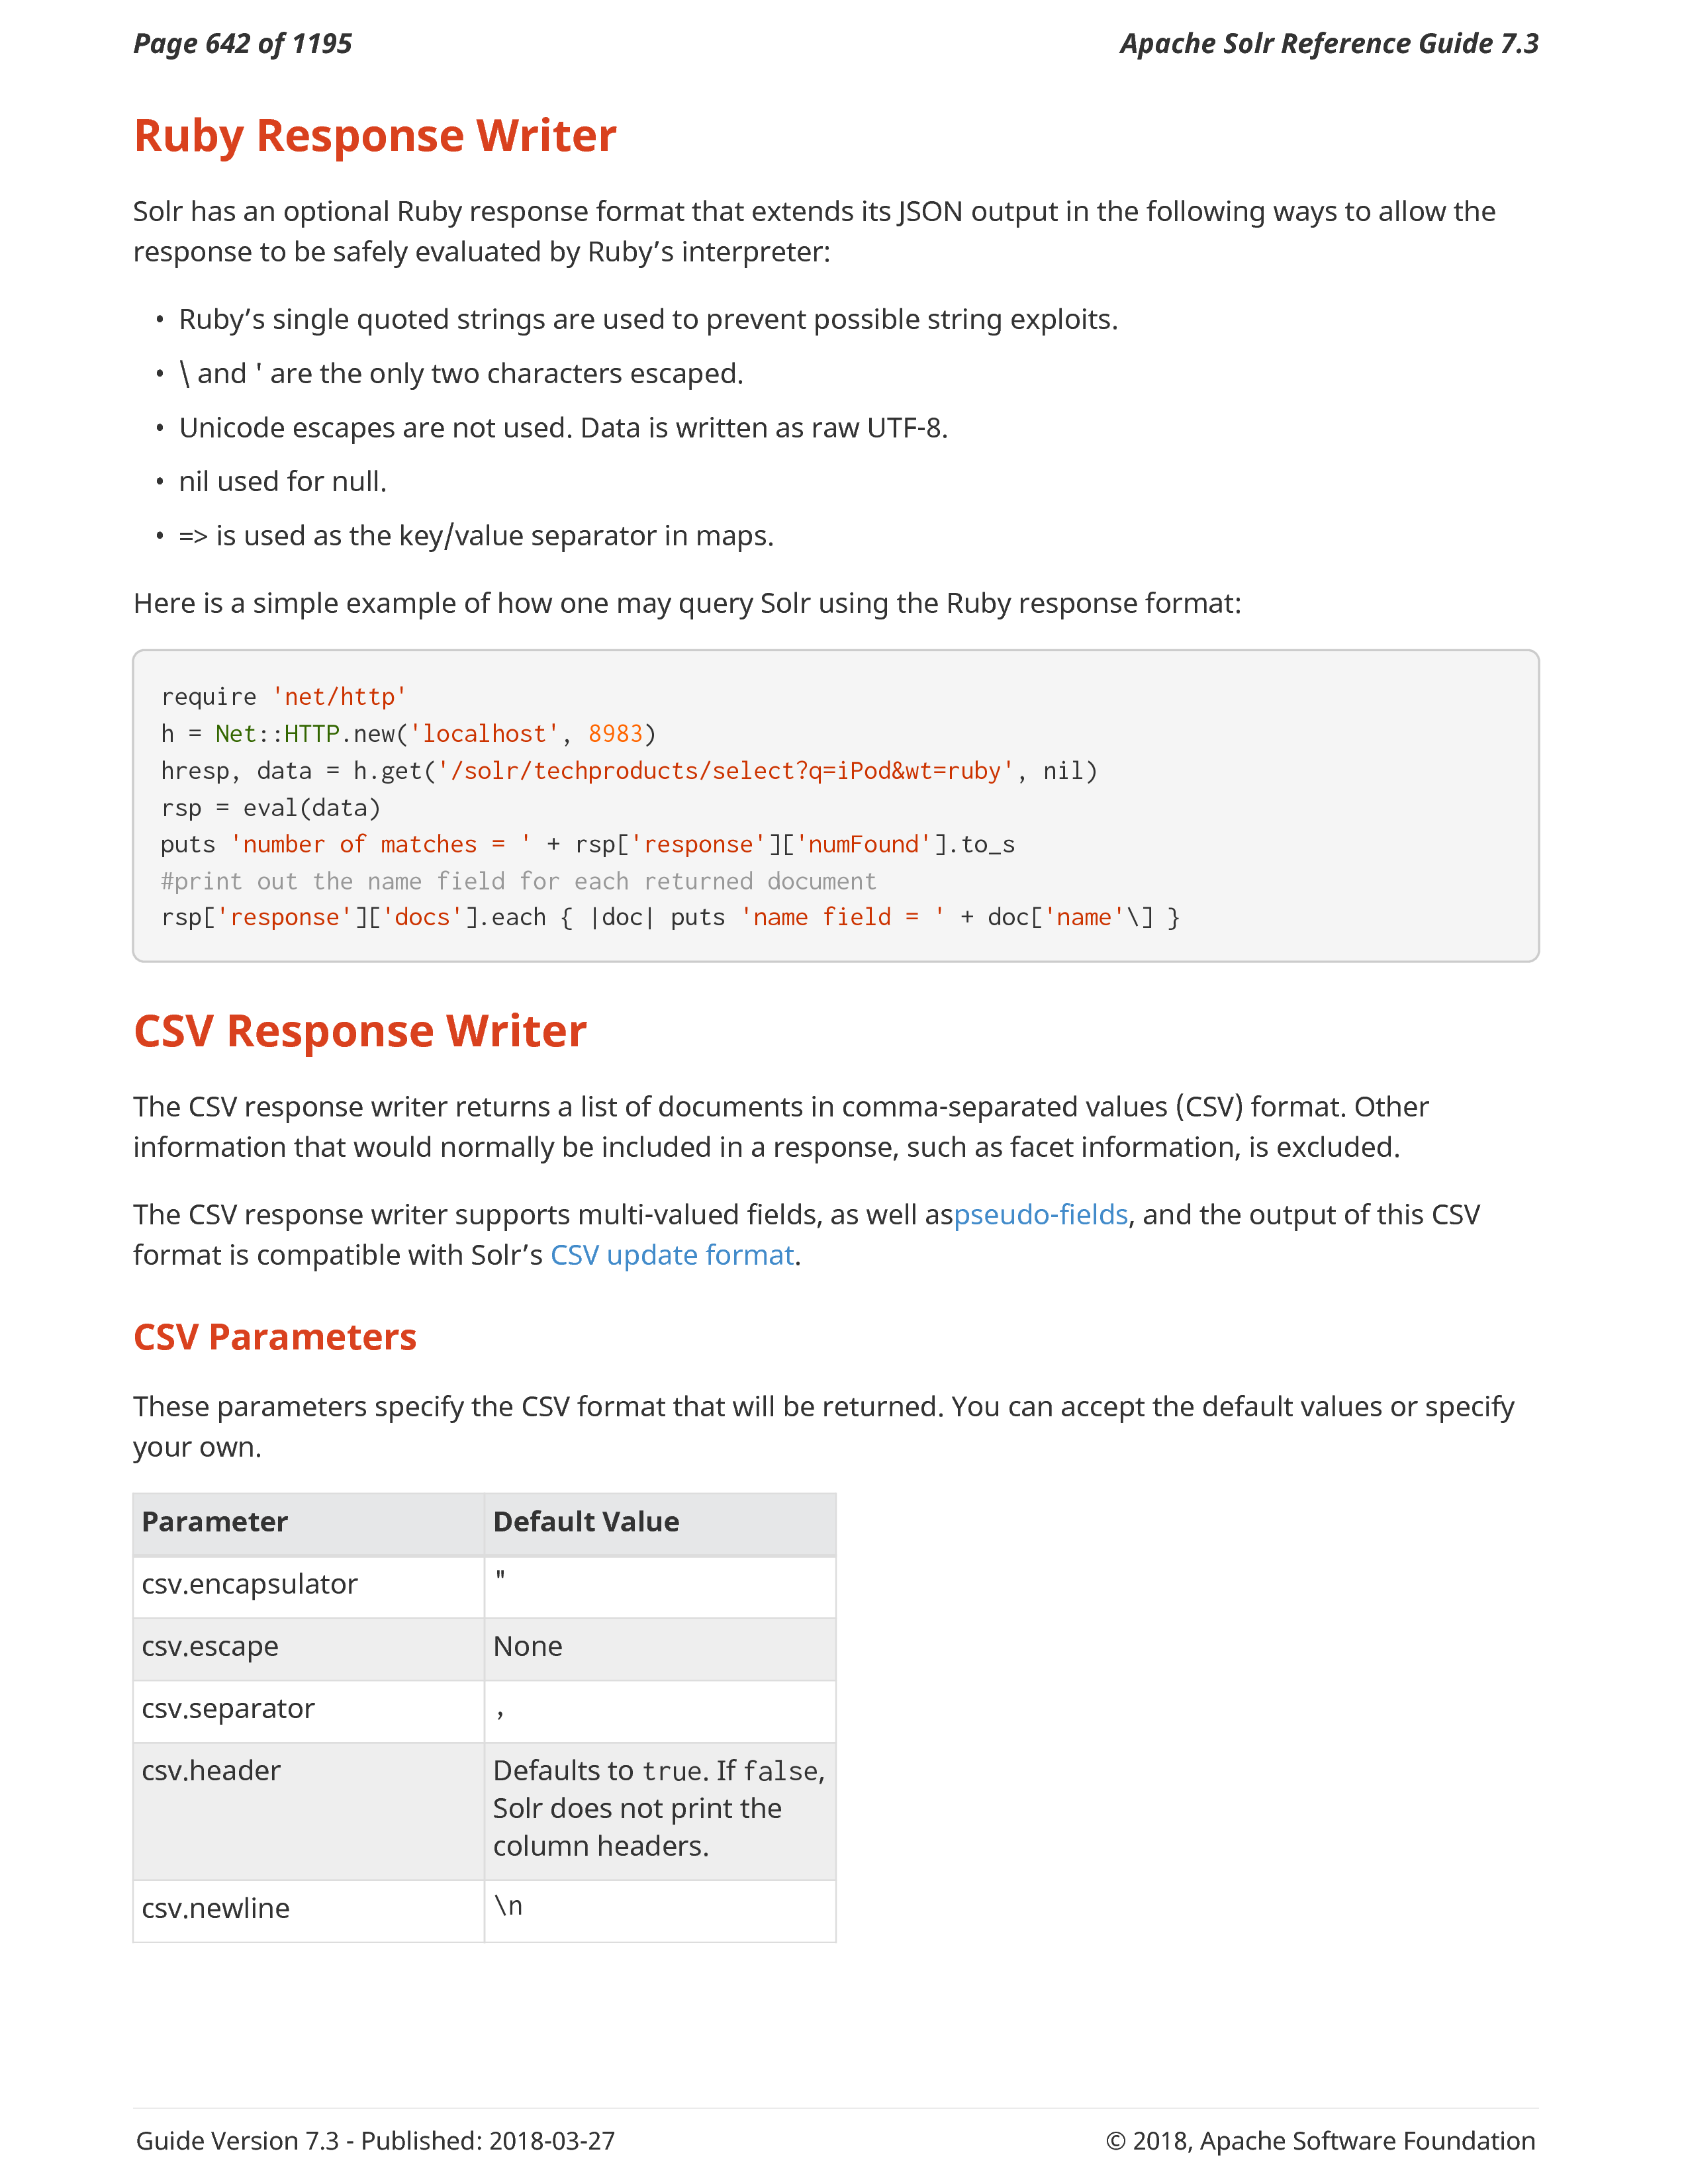 Page 642 of 1195
Apache Solr Reference Guide 7.3
Ruby Response Writer
Solr has an optional Ruby response format that extends its JSON output in the following ways to allow the
response to be safely evaluated by Ruby’s interpreter:
• Ruby’s single quoted strings are used to prevent possible string exploits.
• \ and ' are the only two characters escaped.
• Unicode escapes are not used. Data is written as raw UTF-8.
• nil used for null.
• => is used as the key/value separator in maps.
Here is a simple example of how one may query Solr using the Ruby response format:
require 'net/http'
h = Net::HTTP.new('localhost', 8983)
hresp, data = h.get('/solr/techproducts/select?q=iPod&wt=ruby', nil)
rsp = eval(data)
puts 'number of matches = ' + rsp['response']['numFound'].to_s
#print out the name field for each returned document
rsp['response']['docs'].each { |doc| puts 'name field = ' + doc['name'\] }
CSV Response Writer
The CSV response writer returns a list of documents in comma-separated values (CSV) format. Other
information that would normally be included in a response, such as facet information, is excluded.
The CSV response writer supports multi-valued fields, as well aspseudo-fields, and the output of this CSV
format is compatible with Solr’s CSV update format.
CSV Parameters
These parameters specify the CSV format that will be returned. You can accept the default values or specify
your own.
Parameter
Default Value
csv.encapsulator
"
csv.escape
None
csv.separator
,
csv.header
Defaults to true. If false,
Solr does not print the
column headers.
csv.newline
\n
Guide Version 7.3 - Published: 2018-03-27
© 2018, Apache Software Foundation